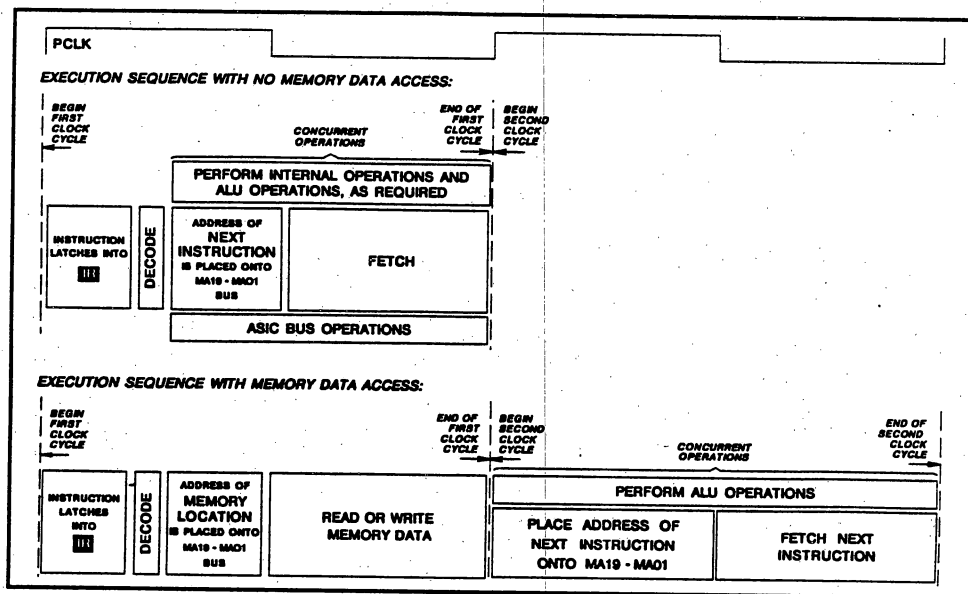 PCLK
EXECUTION SEQUENCE WITH NO MEMORY DATA ACCESS:
BEGIN
FIRST
CLOCK
CYCLE
CONCURRENT
OPERATIONS
END OF
FIRST
CLOCK
CYCLE
BEGIN
SECOND
CLOCK
CYCLE
PERFORM INTERNAL OPERATIONS AND
ALU OPERATIONS, AS REQUIRED
INSTRUCTION
LATCHES INTO
IR
DECODE
ADDRESS OF
NEXT
INSTRUCTION
IS PLACED ONTO
MA19 - MA01
BUS
FETCH
ASIC BUS OPERATIONS
EXECUTION SEQUENCE WITH MEMORY DATA ACCESS:
BEGIN
FIRST
CLOCK
CYCLE
END OF
FIRST
CLOCK
CYCLE
BEGIN
SECOND
CLOCK
CYCLE
CONCURRENT
OPERATIONS
END OF
SECOND
CLOCK
CYCLE
INSTRUCTION
LATCHES
INTO
IR
DECODE
ADDRESS OF
MEMORY
LOCATION
IS PLACED ONTO
MA19 - MA01
BUS
READ OR WRITE
MEMORY DATA
PERFORM ALU OPERATIONS
PLACE ADDRESS OF
NEXT INSTRUCTION
ONTO MA19 - MA01
FETCH NEXT
INSTRUCTION